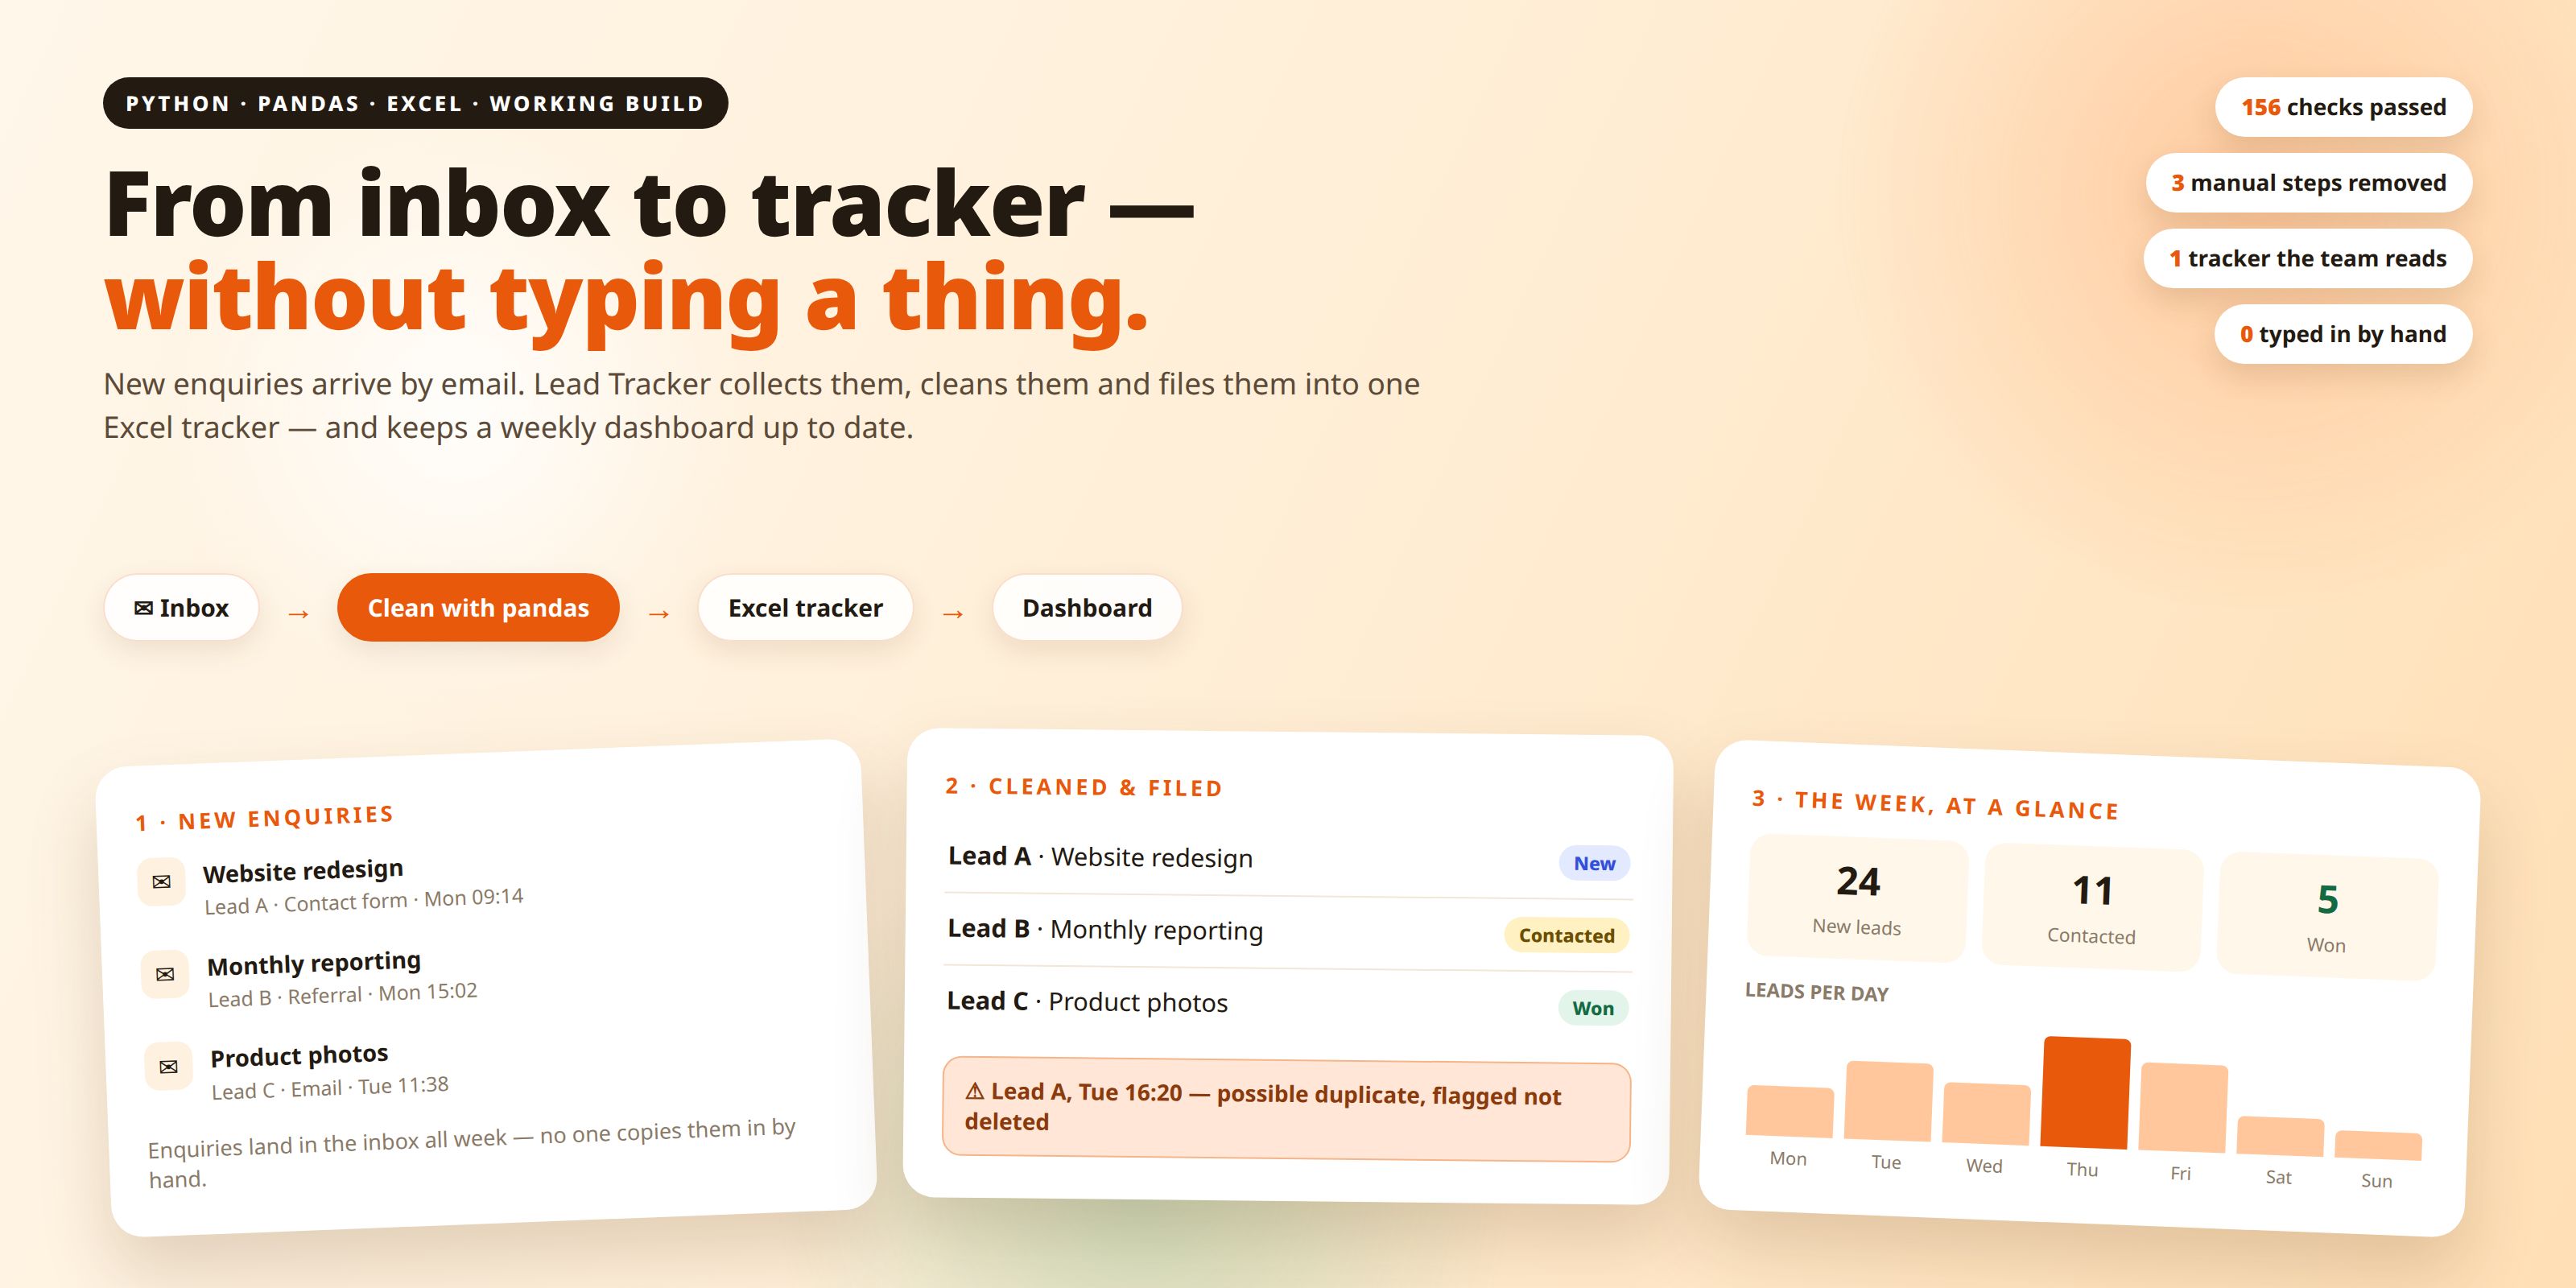 PYTHON · PANDAS · EXCEL · WORKING BUILD
From inbox to tracker —
without typing a thing.
New enquiries arrive by email. Lead Tracker collects them, cleans them and files them into one
Excel tracker — and keeps a weekly dashboard up to date.
156 checks passed
3 manual steps removed
1 tracker the team reads
0 typed in by hand
✉ Inbox → Clean with pandas → Excel tracker → Dashboard
1 · NEW ENQUIRIES
✉ Website redesign
Lead A · Contact form · Mon 09:14
✉ Monthly reporting
Lead B · Referral · Mon 15:02
✉ Product photos
Lead C · Email · Tue 11:38
Enquiries land in the inbox all week — no one copies them in by
hand.
2 · CLEANED & FILED
Lead A · Website redesign New
Lead B · Monthly reporting Contacted
Lead C · Product photos Won
⚠ Lead A, Tue 16:20 — possible duplicate, flagged not
deleted
3 · THE WEEK, AT A GLANCE
24 11 5
New leads Contacted Won
LEADS PER DAY
Mon Tue Wed Thu Fri Sat Sun